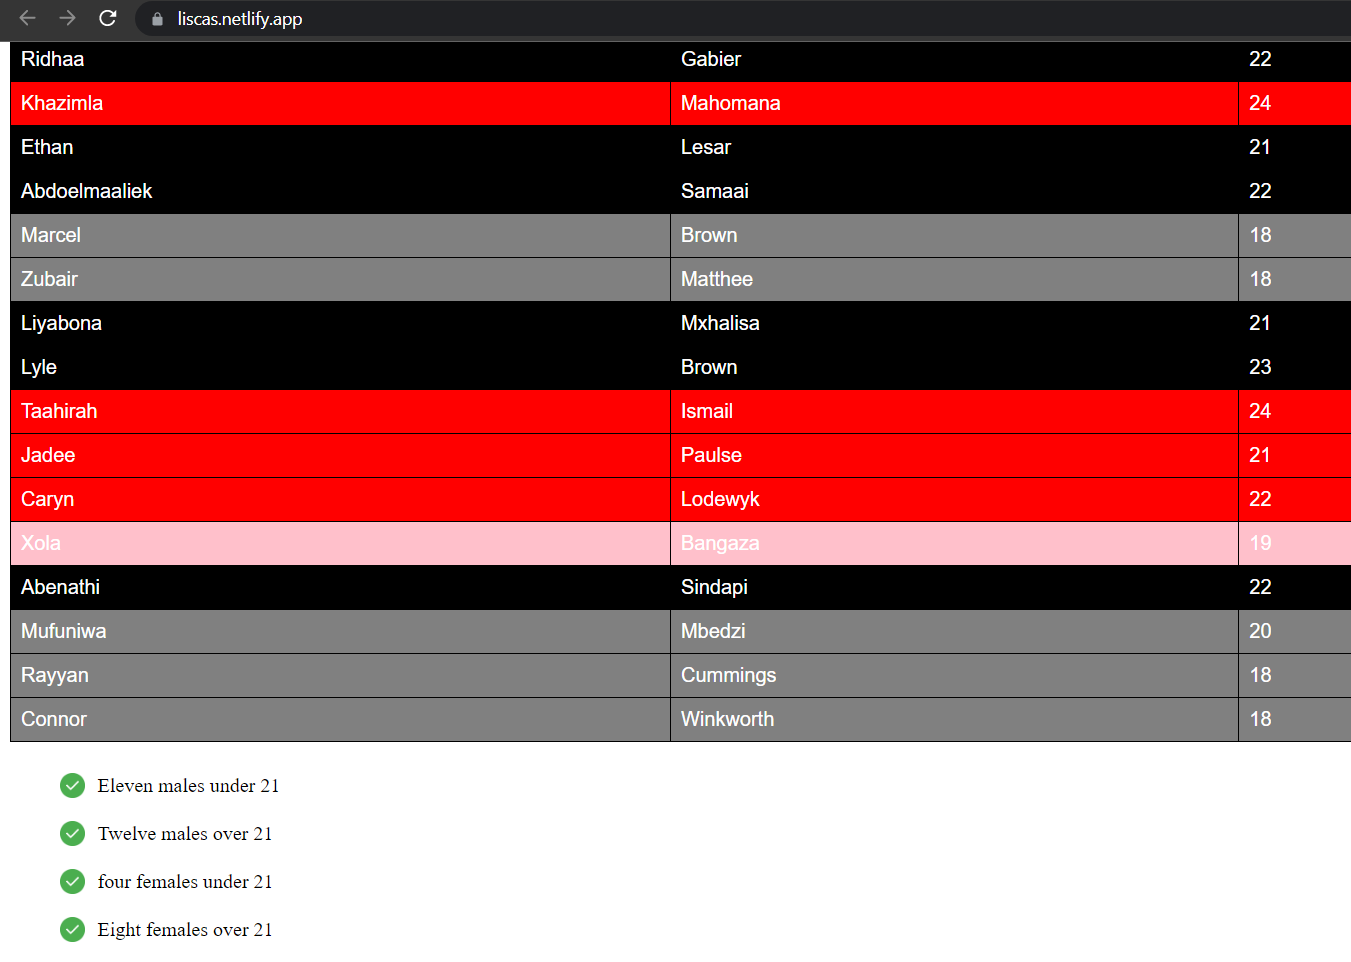 liscas.netlify.app
Ridhaa Gabier 22
Khazimla Mahomana 24
Ethan Lesar 21
Abdoelmaaliek Samaai 22
Marcel Brown 18
Zubair Matthee 18
Liyabona Mxhalisa 21
Lyle Brown 23
Taahirah Ismail 24
Jadee Paulse 21
Caryn Lodewyk 22
Xola Bangaza 19
Abenathi Sindapi 22
Mufuniwa Mbedzi 20
Rayyan Cummings 18
Connor Winkworth 18
Eleven males under 21
Twelve males over 21
four females under 21
Eight females over 21